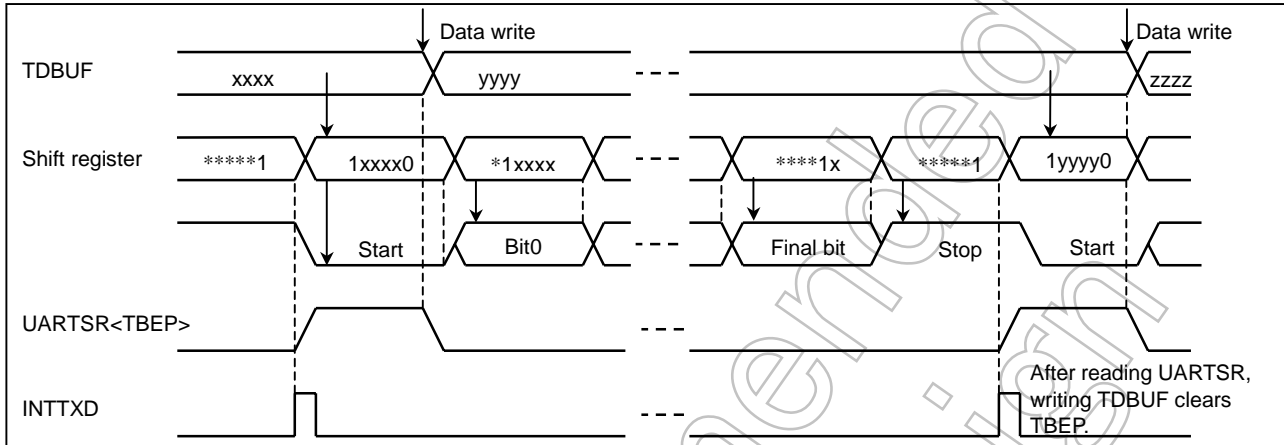 Data write
Data write
TDBUF
xxxx
yyyy
zzzz
Shift register
*****1
1xxxx0
*1xxxx
****1x
*****1
1yyyy0
Start
Bit0
Final bit
Stop
Start
UARTSR<TBEP>
After reading UARTSR,
writing TDBUF clears
TBEP.
INTTXD